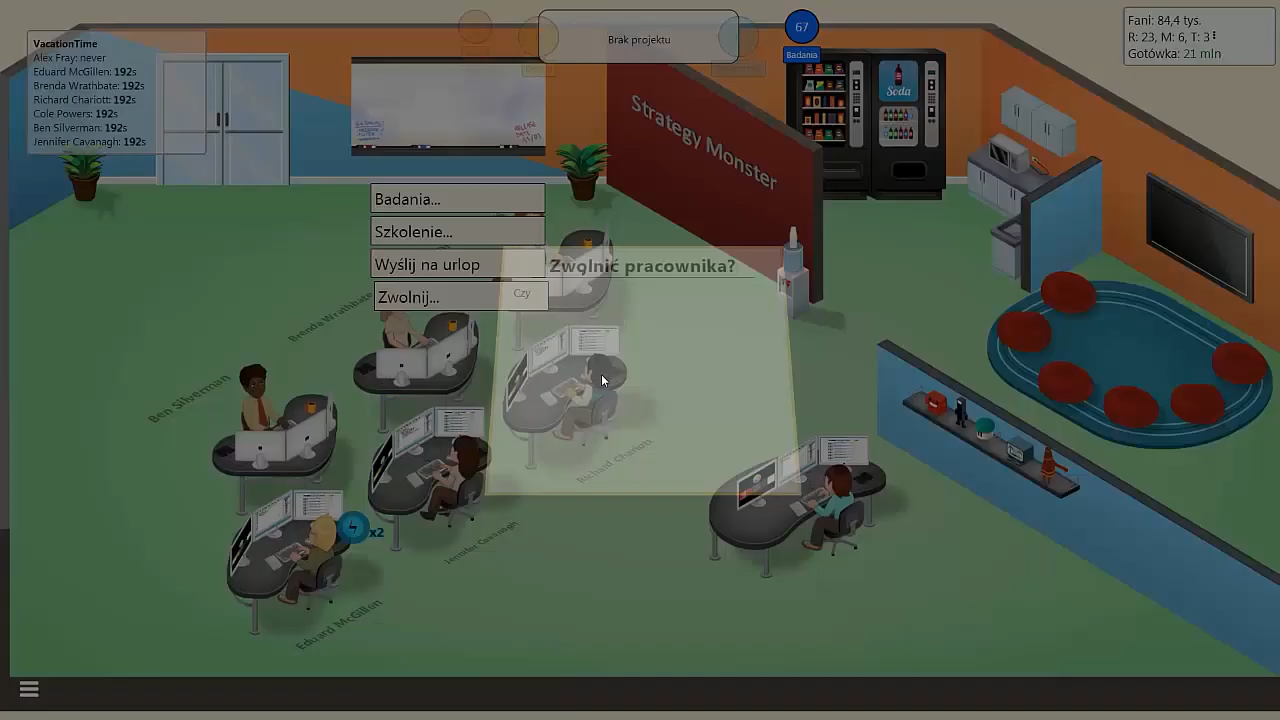 Brak projektu
67
Badania
Fani: 84,4 tys.
R: 23, M: 6, T: 3
Gotówka: 21 mln
VacationTime
Alex Fray: null
Eduard McGillen: 192s
Brenda Wrathbate: 192s
Richard Chariott: 192s
Cole Powers: 192s
Ben Silverman: 192s
Jennifer Cavanagh: 192s
Soda
Strategy Monster
Badania...
Szkolenie...
Wyślij na urlop
Zwolnij...
Zwolnić pracownika?
Czy
Brenda Wrathbate
Ben Silverman
Richard Chariott
x2
Jennifer Cavanagh
Eduard McGillen